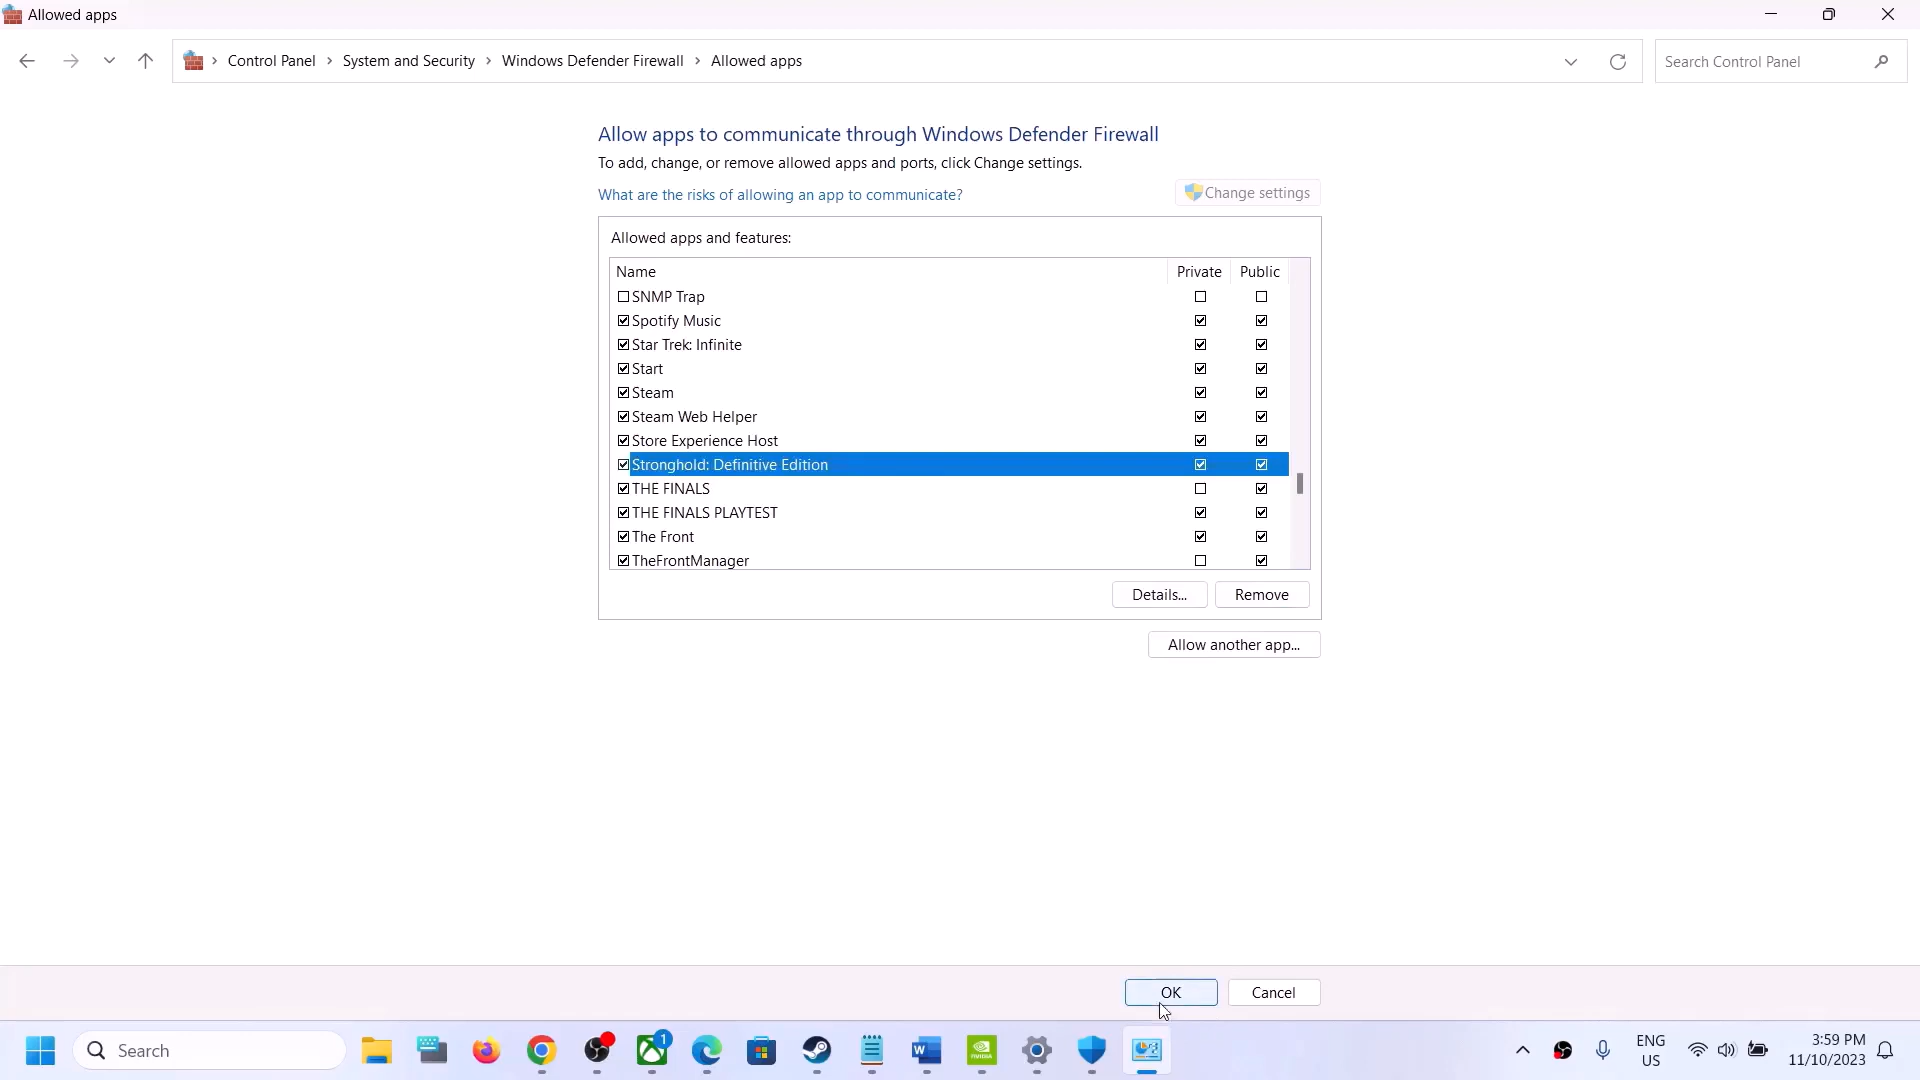 Allowed apps
Control Panel > System and Security > Windows Defender Firewall > Allowed apps
Search Control Panel
Allow apps to communicate through Windows Defender Firewall
To add, change, or remove allowed apps and ports, click Change settings.
What are the risks of allowing an app to communicate?
Change settings
Allowed apps and features:
Name Private Public
SNMP Trap
Spotify Music
Star Trek: Infinite
Start
Steam
Steam Web Helper
Store Experience Host
Stronghold: Definitive Edition
THE FINALS
THE FINALS PLAYTEST
The Front
TheFrontManager
Details... Remove
Allow another app...
OK Cancel
Search
1
NVIDIA
ENG
US
3:59 PM
11/10/2023